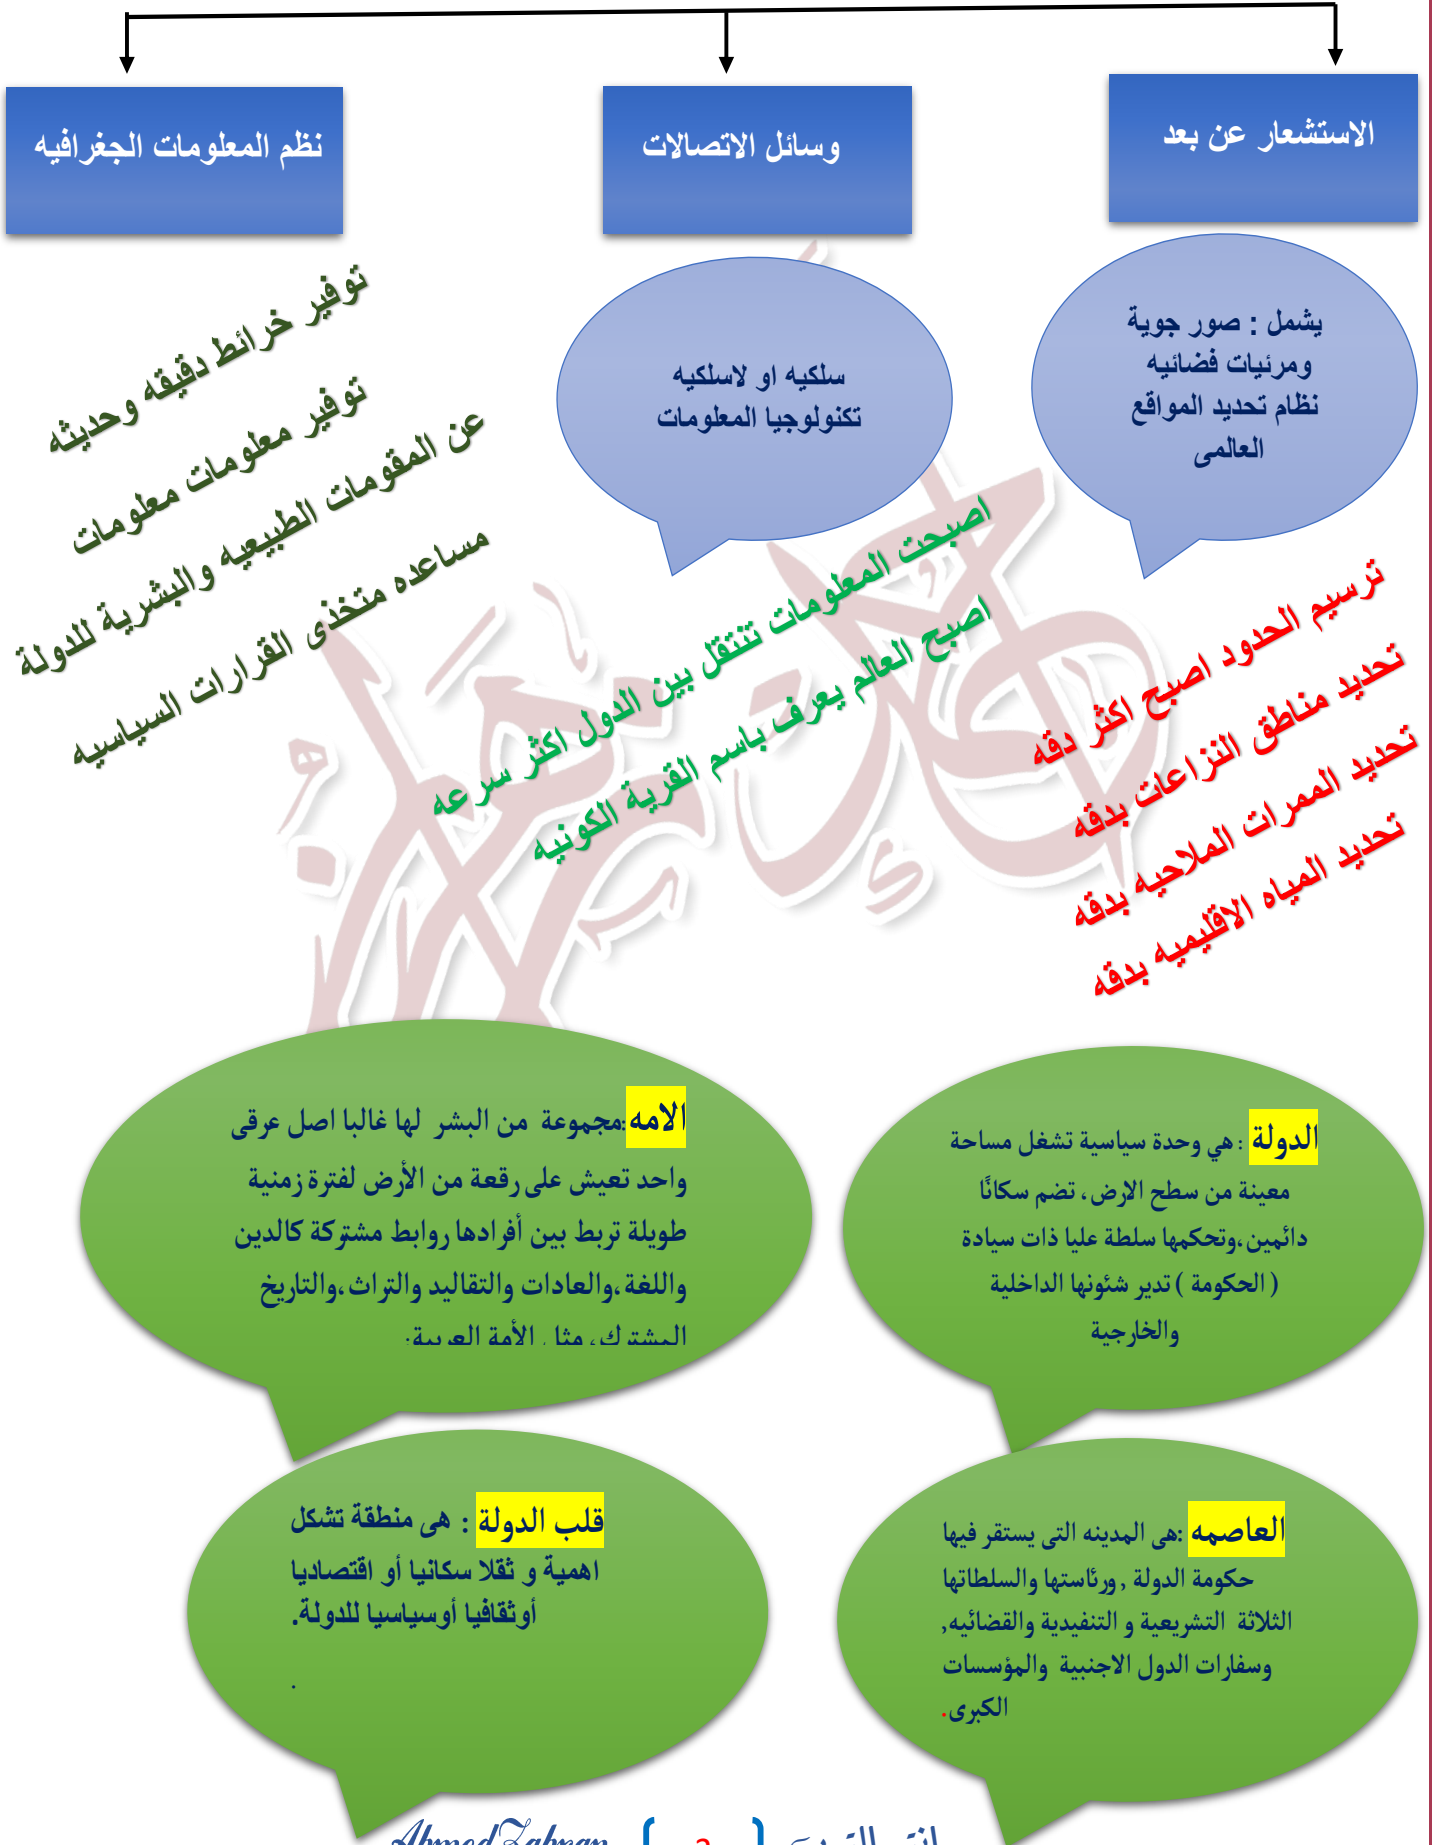 الاستشعار عن بعد
وسائل الاتصالات
نظم المعلومات الجغرافيه
يشمل : صور جوية
ومرئيات فضائيه
نظام تحديد المواقع
العالمى
سلكيه او لاسلكيه
تكنولوجيا المعلومات
ترسيم الحدود اصبح اكثر دقه
تحديد مناطق النزاعات بدقه
تحديد الممرات الملاحيه بدقه
تحديد المياه الاقليميه بدقه
اصبحت المعلومات تنتقل بين الدول اكثر سرعه
اصبح العالم يعرف باسم القرية الكونيه
توفير خرائط دقيقه وحديثه
توفير معلومات معلومات
عن المقومات الطبيعيه والبشرية للدولة
مساعده متخذى القرارات السياسيه
الدولة : هي وحدة سياسية تشغل مساحة
معينة من سطح الارض، تضم سكانًا
دائمين،وتحكمها سلطة عليا ذات سيادة
( الحكومة ) تدير شئونها الداخلية
والخارجية
الامه :مجموعة من البشر لها غالبا اصل عرقى
واحد تعيش على رقعة من الأرض لفترة زمنية
طويلة تربط بين أفرادها روابط مشتركة كالدين
واللغة،والعادات والتقاليد والتراث،والتاريخ
المشترك، مثل الأمة العربية.
العاصمه :هى المدينه التى يستقر فيها
حكومة الدولة , ورئاستها والسلطاتها
الثلاثة التشريعية و التنفيدية والقضائيه,
وسفارات الدول الاجنبية والمؤسسات
الكبرى.
قلب الدولة : هى منطقة تشكل
اهمية و ثقلا سكانيا أو اقتصاديا
أوثقافيا أوسياسيا للدولة.
.